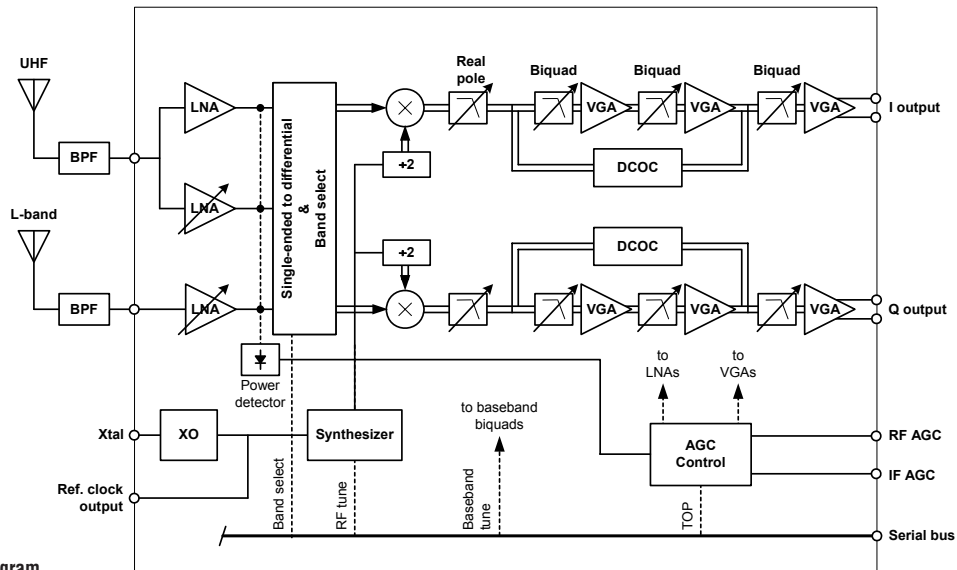 UHF
BPF
L-band
BPF
LNA
LNA
LNA
Single-ended to differential
&
Band select
÷2
÷2
Real
pole
Biquad
Biquad
Biquad
VGA
VGA
VGA
DCOC
I output
DCOC
VGA
VGA
VGA
Q output
Power
detector
to
LNAs
to
VGAs
Xtal
XO
Synthesizer
to baseband
biquads
AGC
Control
RF AGC
IF AGC
Ref. clock
output
Band select
RF tune
Baseband
tune
TOP
Serial bus
gram